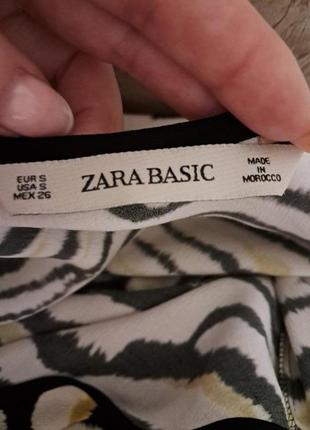 EUR S
USA S
MEX 26
ZARA BASIC
MADE
IN
MOROCCO